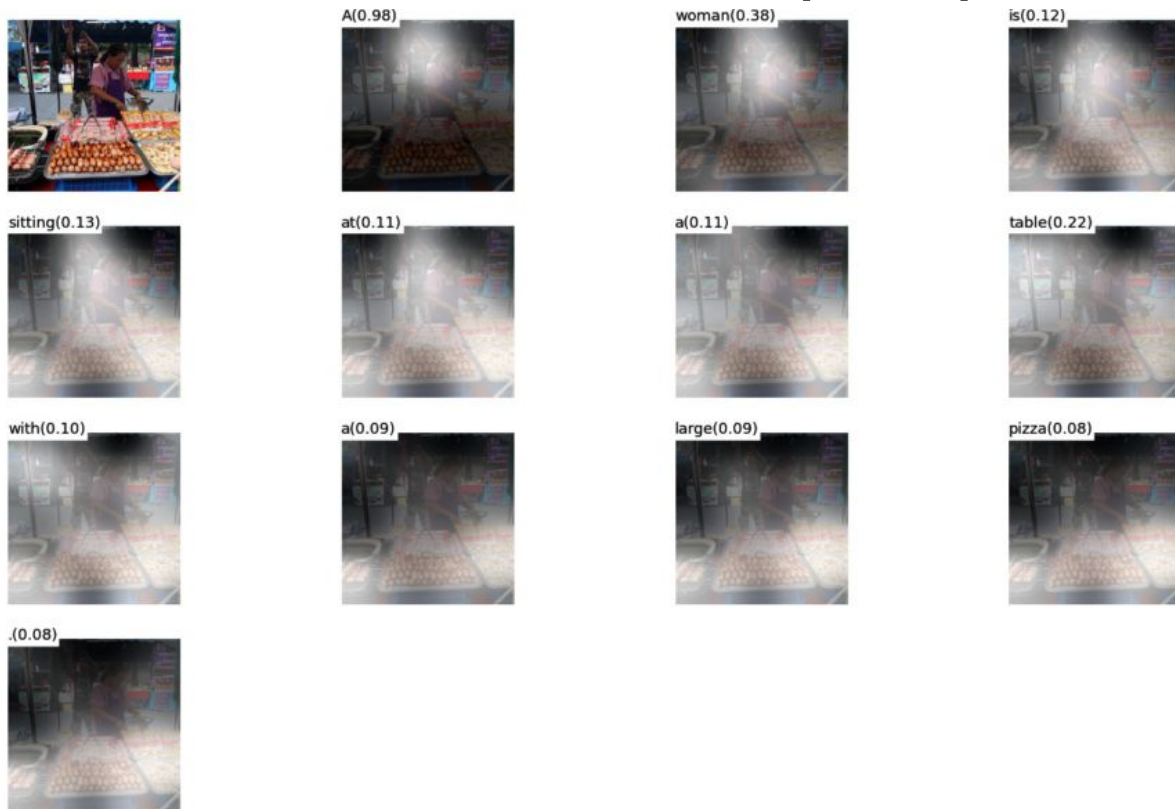 A(0.98)
woman(0.38)
is(0.12)
sitting(0.13)
at(0.11)
a(0.11)
table(0.22)
with(0.10)
a(0.09)
large(0.09)
pizza(0.08)
.(0.08)